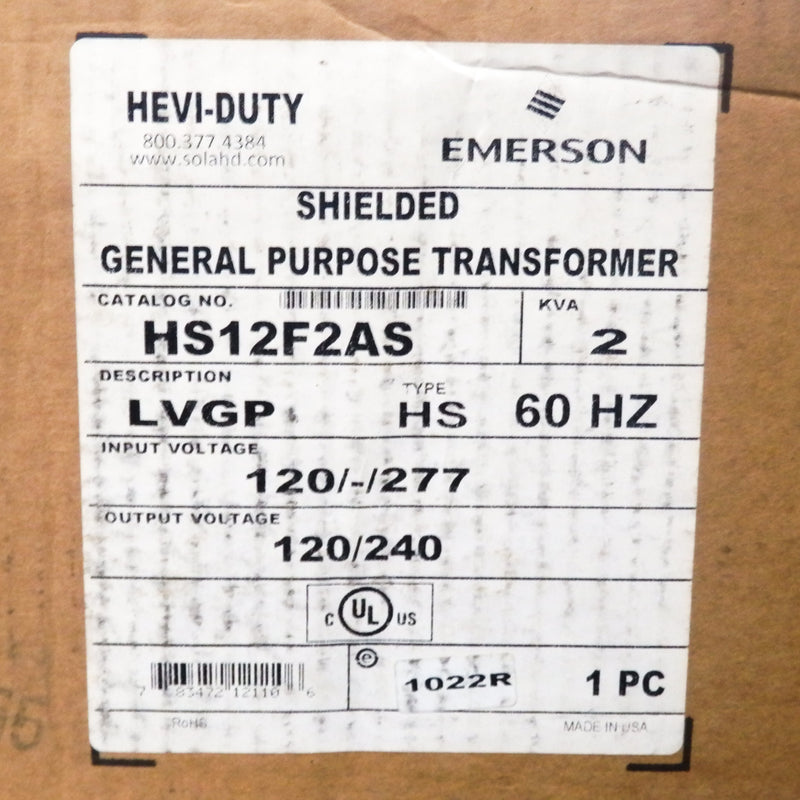 HEVI-DUTY
800.377 4384
www.solahd.com
EMERSON
SHIELDED
GENERAL PURPOSE TRANSFORMER
CATALOG NO.
HS12F2AS
KVA
2
DESCRIPTION
LVGP
TYPE
HS
60 HZ
INPUT VOLTAGE
120/-/277
OUTPUT VOLTAGE
120/240
C UL US
7 83472 12110 6
e
1022R
1 PC
RoHS
MADE IN USA